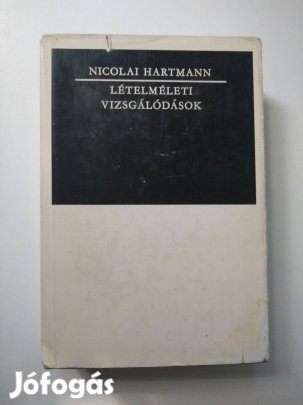 NICOLAI HARTMANN
LÉTELMÉLETI
VIZSGÁLÓDÁSOK
Jófogás